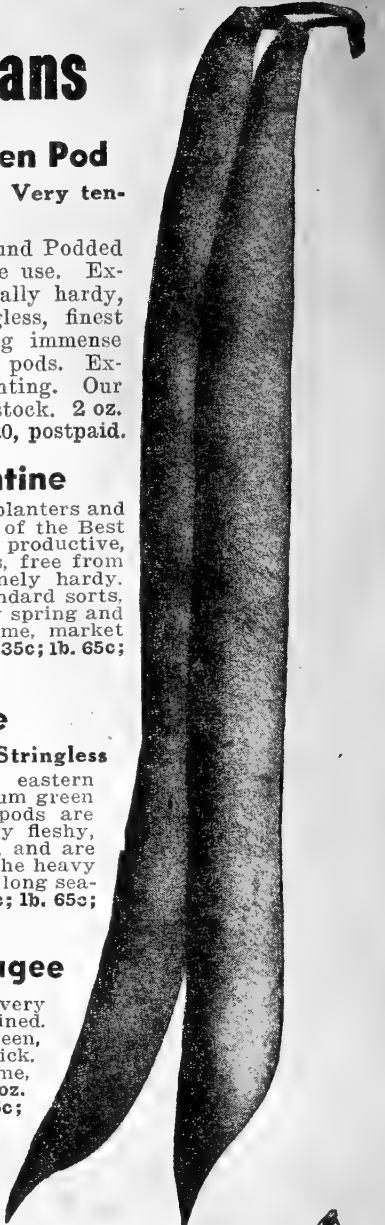 ans
en Pod
Very ten-
und Podded
e use. Ex-
ally hardy,
gless, finest
g immense
pods. Ex-
nting. Our
stock. 2 oz.
0, postpaid.
tine
planters and
of the Best
productive,
s, free from
nely hardy.
ndard sorts.
spring and
me, market
35c; lb. 65c;
e
Stringless
eastern
um green
pods are
y fleshy,
and are
he heavy
long sea-
; lb. 65c;
gee
very
ined.
een,
ick.
me,
oz.
c;